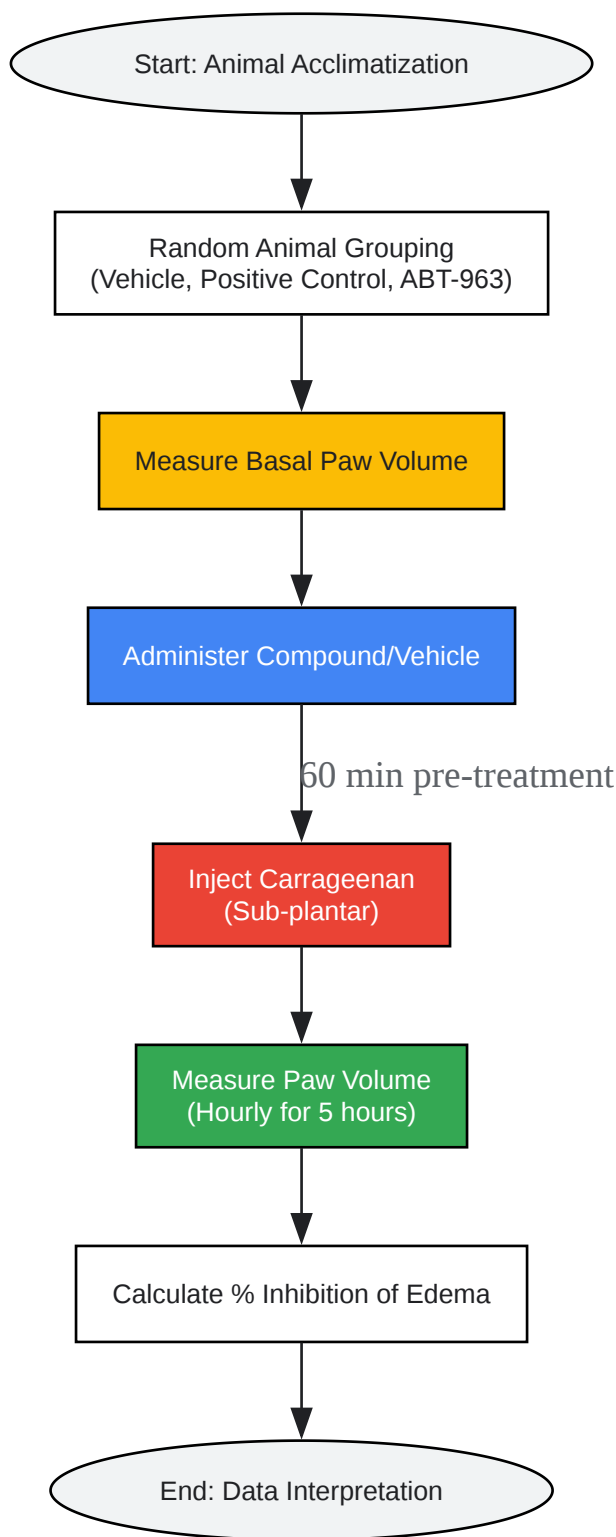 Start: Animal Acclimatization
Random Animal Grouping
(Vehicle, Positive Control, ABT-963)
Measure Basal Paw Volume
Administer Compound/Vehicle
60 min pre-treatment
Inject Carrageenan
(Sub-plantar)
Measure Paw Volume
(Hourly for 5 hours)
Calculate % Inhibition of Edema
End: Data Interpretation